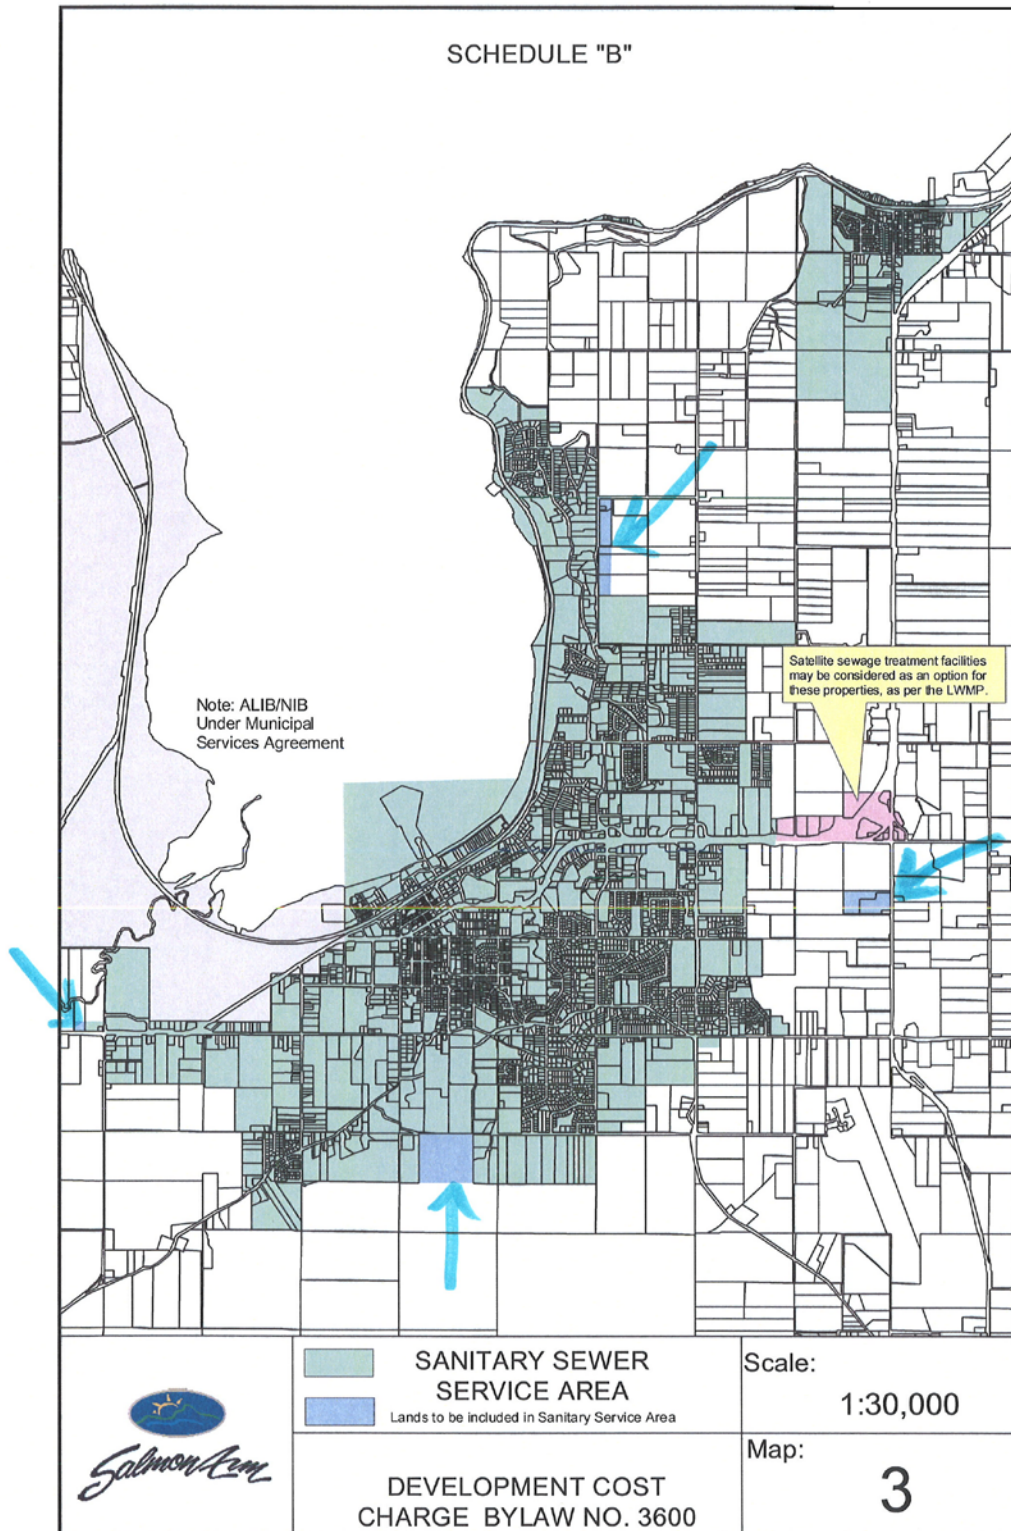 SCHEDULE "B"
Satellite sewage treatment facilities
may be considered as an option for
these properties, as per the LWMP.
Note: ALIB/NIB
Under Municipal
Services Agreement
SANITARY SEWER
SERVICE AREA
Lands to be included in Sanitary Service Area
Scale:
1:30,000
Salmon Arm
DEVELOPMENT COST
CHARGE BYLAW NO. 3600
Map:
3